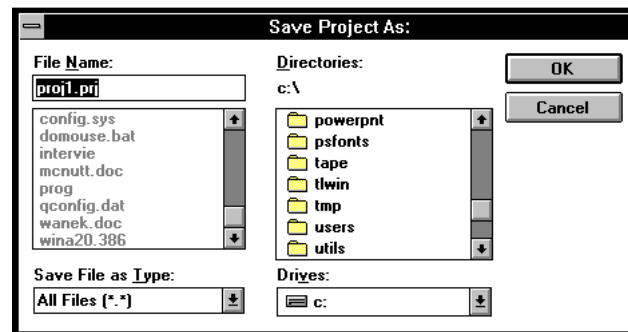 Save Project As:
File Name:
proj1.prj
config.sys
domouse.bat
intervie
mcnutt.doc
prog
qconfig.dat
wanek.doc
wina20.386
Save File as Type:
All Files (*.*)
Directories:
c:\
powerpnt
psfonts
tape
tlwin
tmp
users
utils
Drives:
c:
OK
Cancel